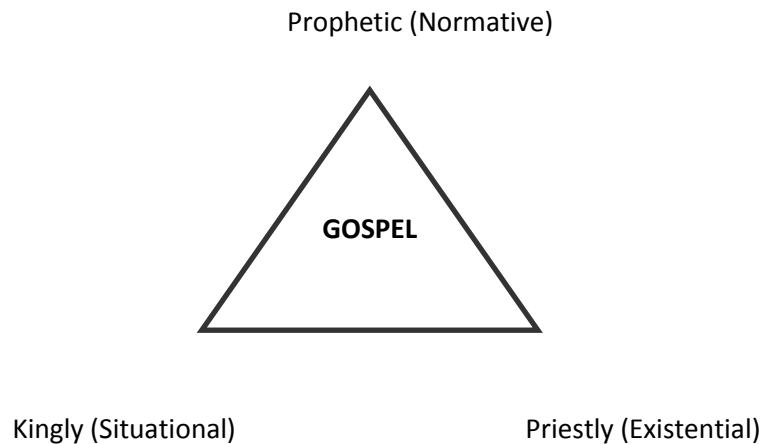 Prophetic (Normative)
GOSPEL
Kingly (Situational)
Priestly (Existential)